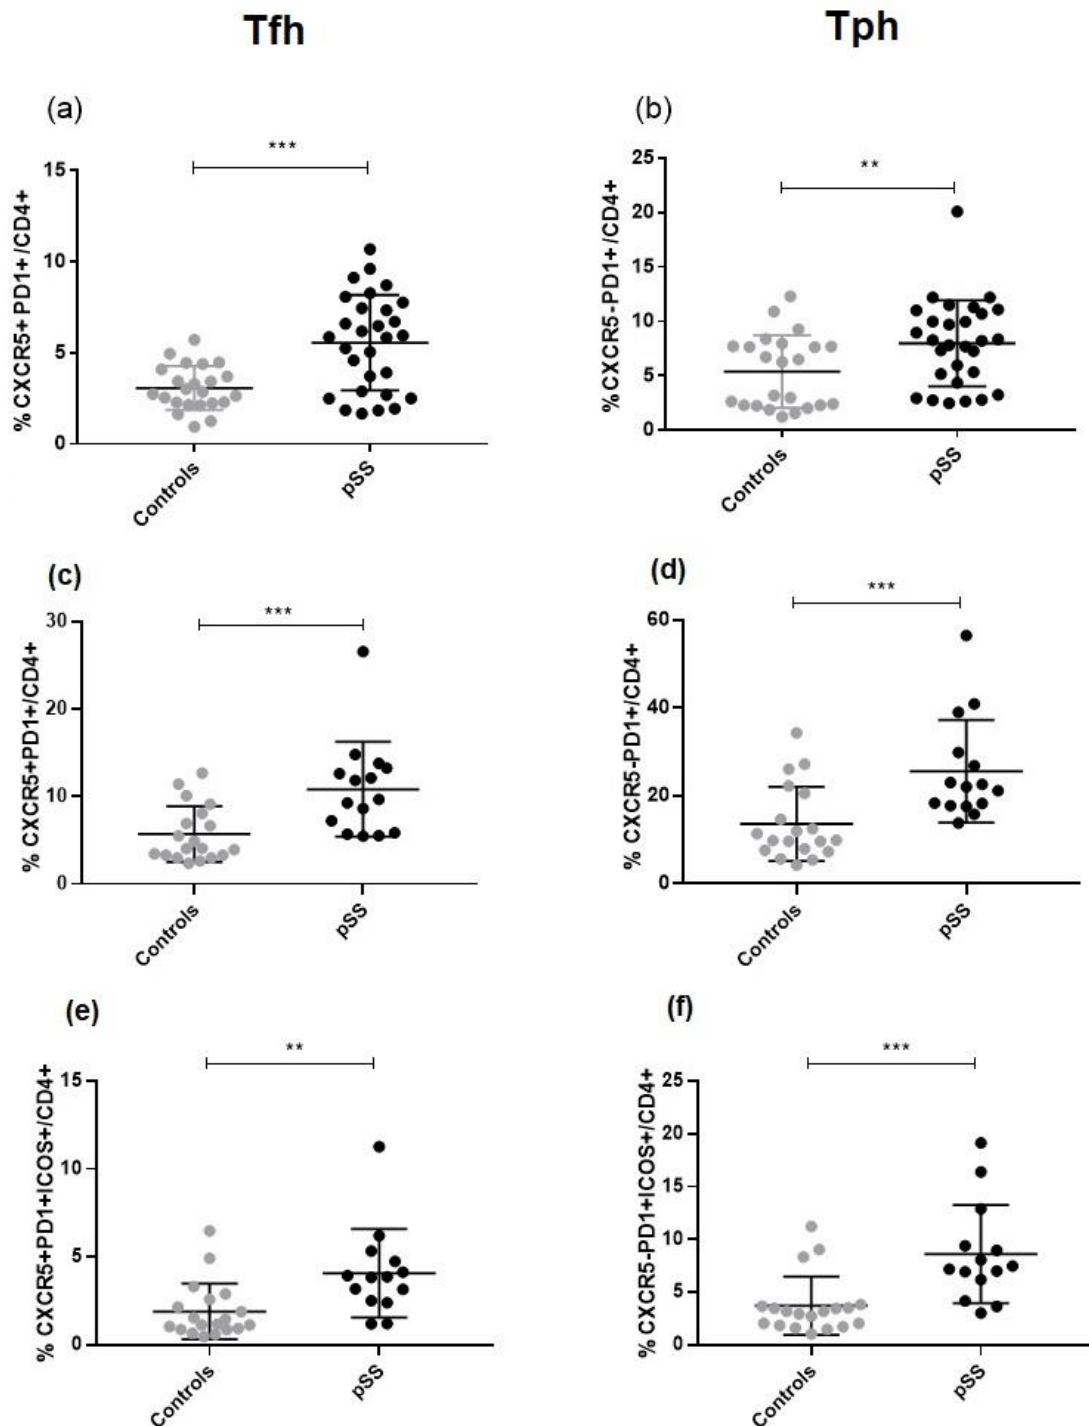 Tfh
Tph
(a)
***
% CXCR5+PD1+/CD4+
15
10
5
0
Controls
pSS
(b)
**
% CXCR5-PD1+/CD4+
25
20
15
10
5
0
Controls
pSS
(c)
***
% CXCR5+PD1+/CD4+
30
20
10
0
Controls
pSS
(d)
***
% CXCR5-PD1+/CD4+
60
40
20
0
Controls
pSS
(e)
**
% CXCR5+PD1+ICOS+/CD4+
15
10
5
0
Controls
pSS
(f)
***
% CXCR5-PD1+ICOS+/CD4+
25
20
15
10
5
0
Controls
pSS